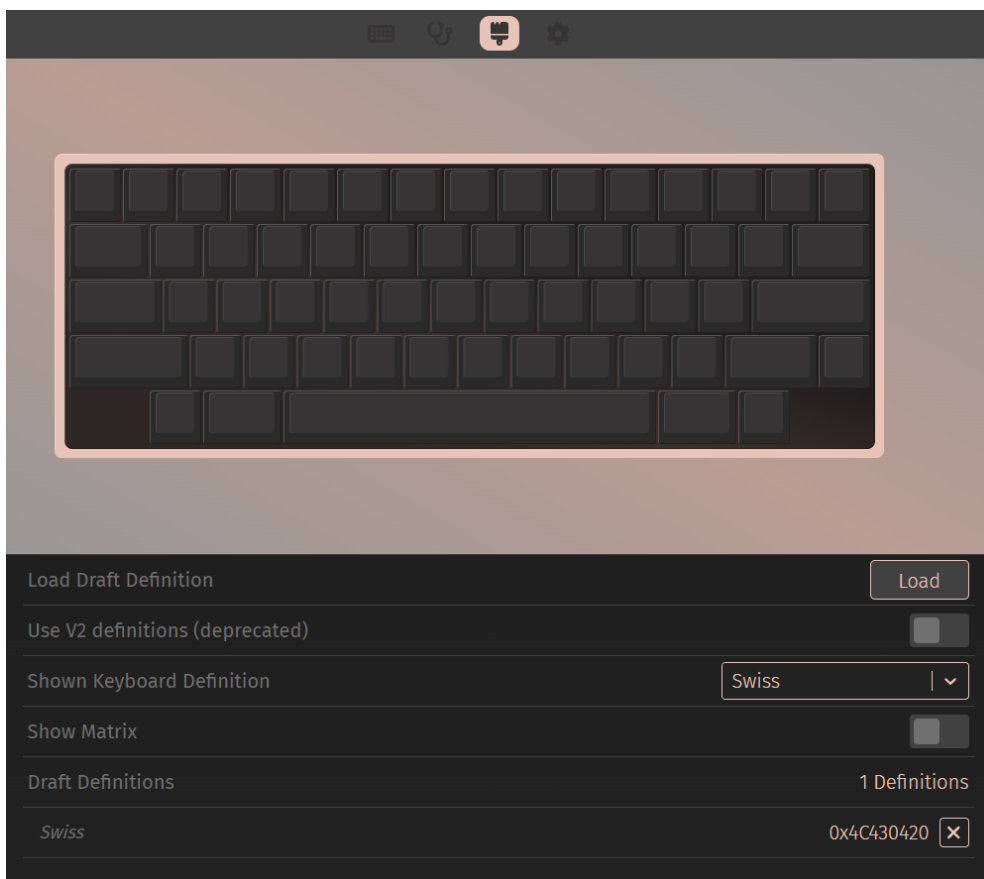 Load Draft Definition Load
Use V2 definitions (deprecated)
Shown Keyboard Definition Swiss
Show Matrix
Draft Definitions 1 Definitions
Swiss 0x4C430420